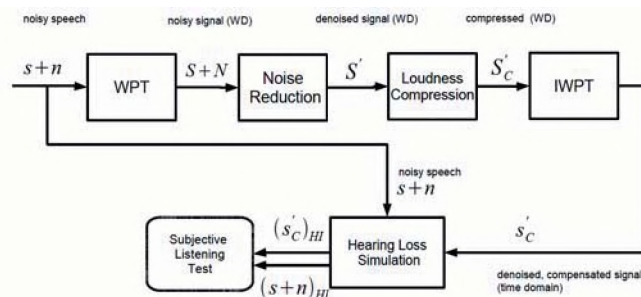 noisy speech
noisy signal (WD)
denoised signal (WD)
compressed (WD)
s+n
WPT
S+N
Noise
Reduction
S′
Loudness
Compression
S′C
IWPT
noisy speech
s+n
Subjective
Listening
Test
(s′C)HI
(s+n)HI
Hearing Loss
Simulation
s′C
denoised, compensated signal
(time domain)